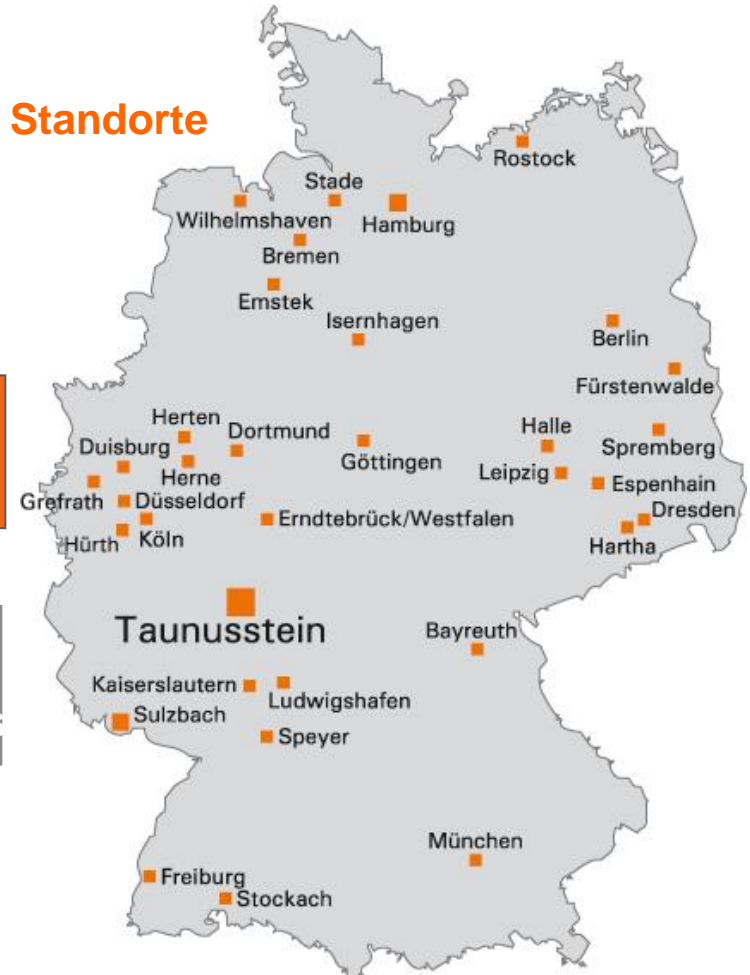 Standorte
Rostock
Stade
Wilhelmshaven
Hamburg
Bremen
Emstek
Isernhagen
Berlin
Fürstenwalde
Herten
Dortmund
Halle
Duisburg
Göttingen
Spremberg
Herne
Leipzig
Espenhain
Grefrath
Düsseldorf
Dresden
Erndtebrück/Westfalen
Hürth
Köln
Hartha
Taunusstein
Bayreuth
Kaiserslautern
Ludwigshafen
Sulzbach
Speyer
München
Freiburg
Stockach